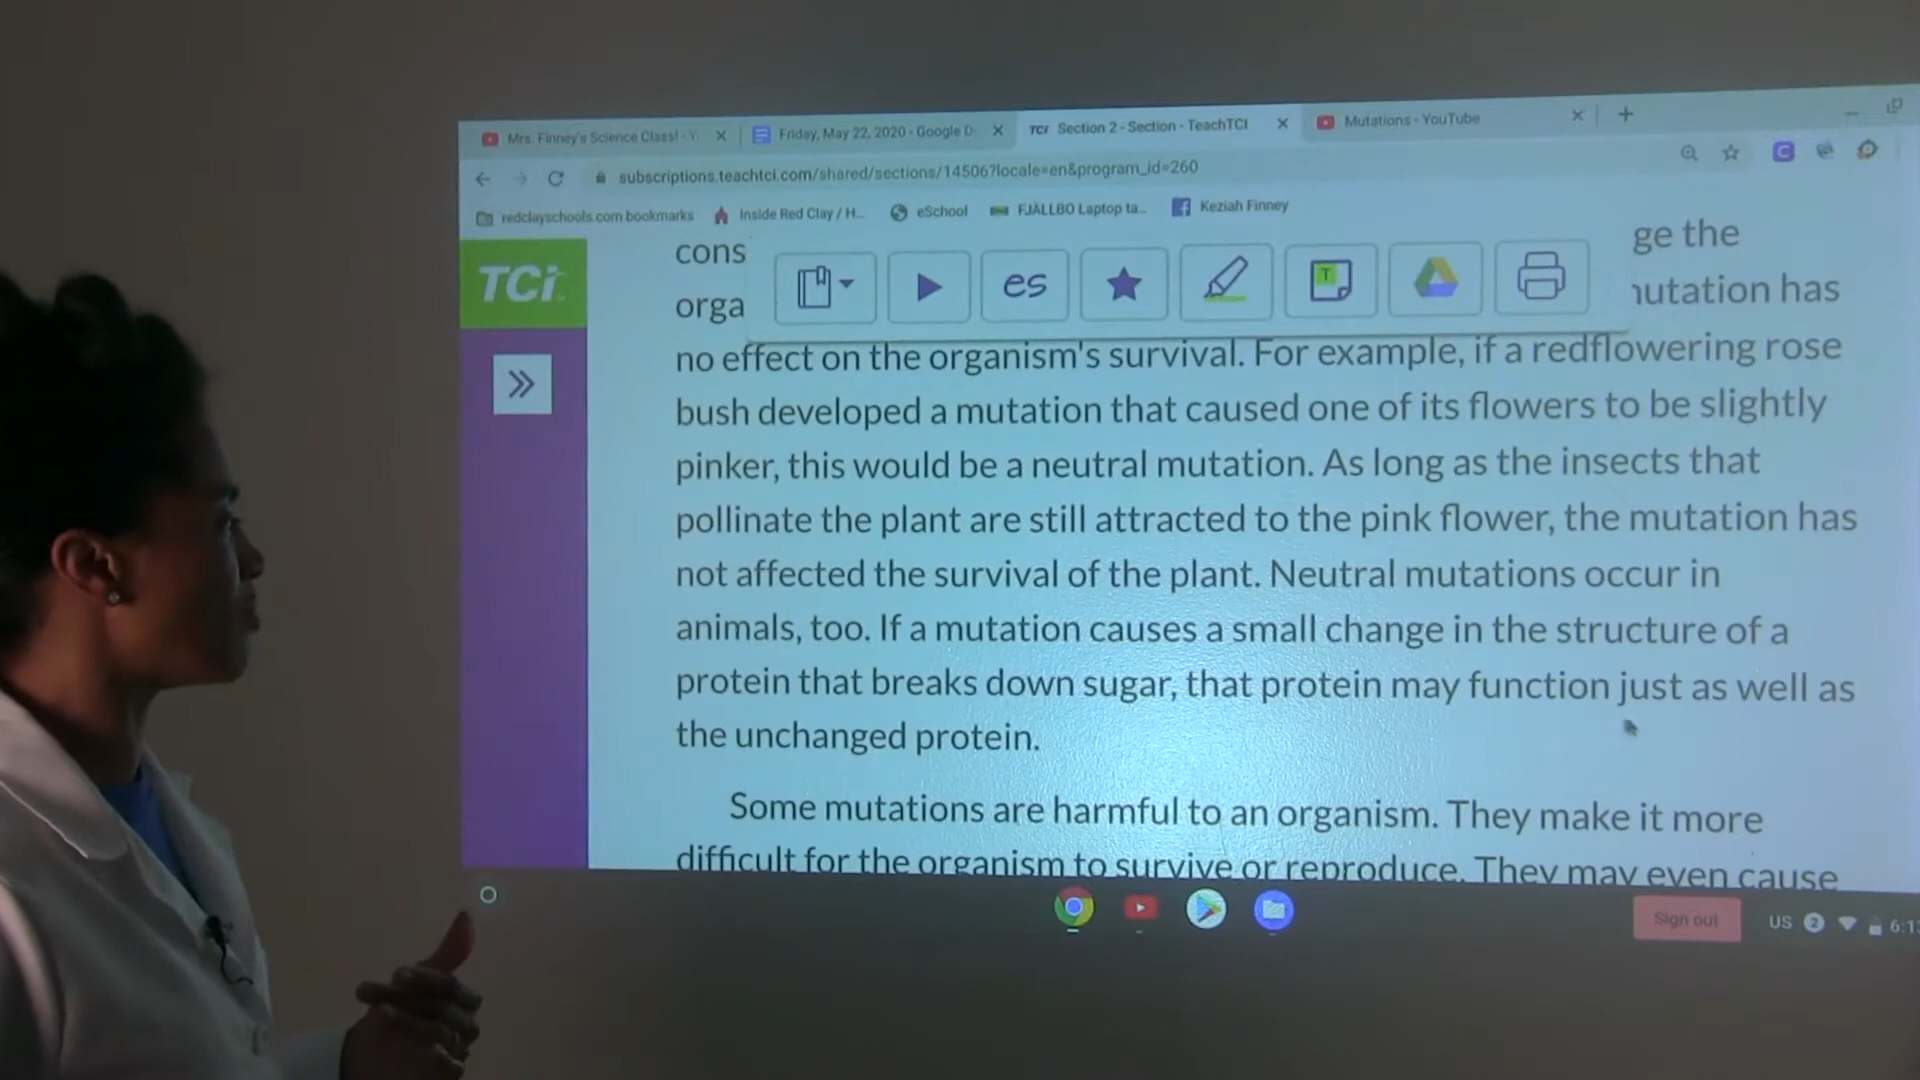 Mrs. Finney's Science Class! - Y
Friday, May 22, 2020 - Google D
TCi Section 2 - Section - TeachTCI
Mutations - YouTube
subscriptions.teachtci.com/shared/sections/14506?locale=en&program_id=260
redclayschools.com bookmarks
Inside Red Clay / H...
eSchool
FJÄLLBO Laptop ta...
Keziah Finney
TCi
es
T
cons ge the
orga mutation has
no effect on the organism's survival. For example, if a redflowering rose
bush developed a mutation that caused one of its flowers to be slightly
pinker, this would be a neutral mutation. As long as the insects that
pollinate the plant are still attracted to the pink flower, the mutation has
not affected the survival of the plant. Neutral mutations occur in
animals, too. If a mutation causes a small change in the structure of a
protein that breaks down sugar, that protein may function just as well as
the unchanged protein.
Some mutations are harmful to an organism. They make it more
difficult for the organism to survive or reproduce. They may even cause
Sign out
US 2 6:1